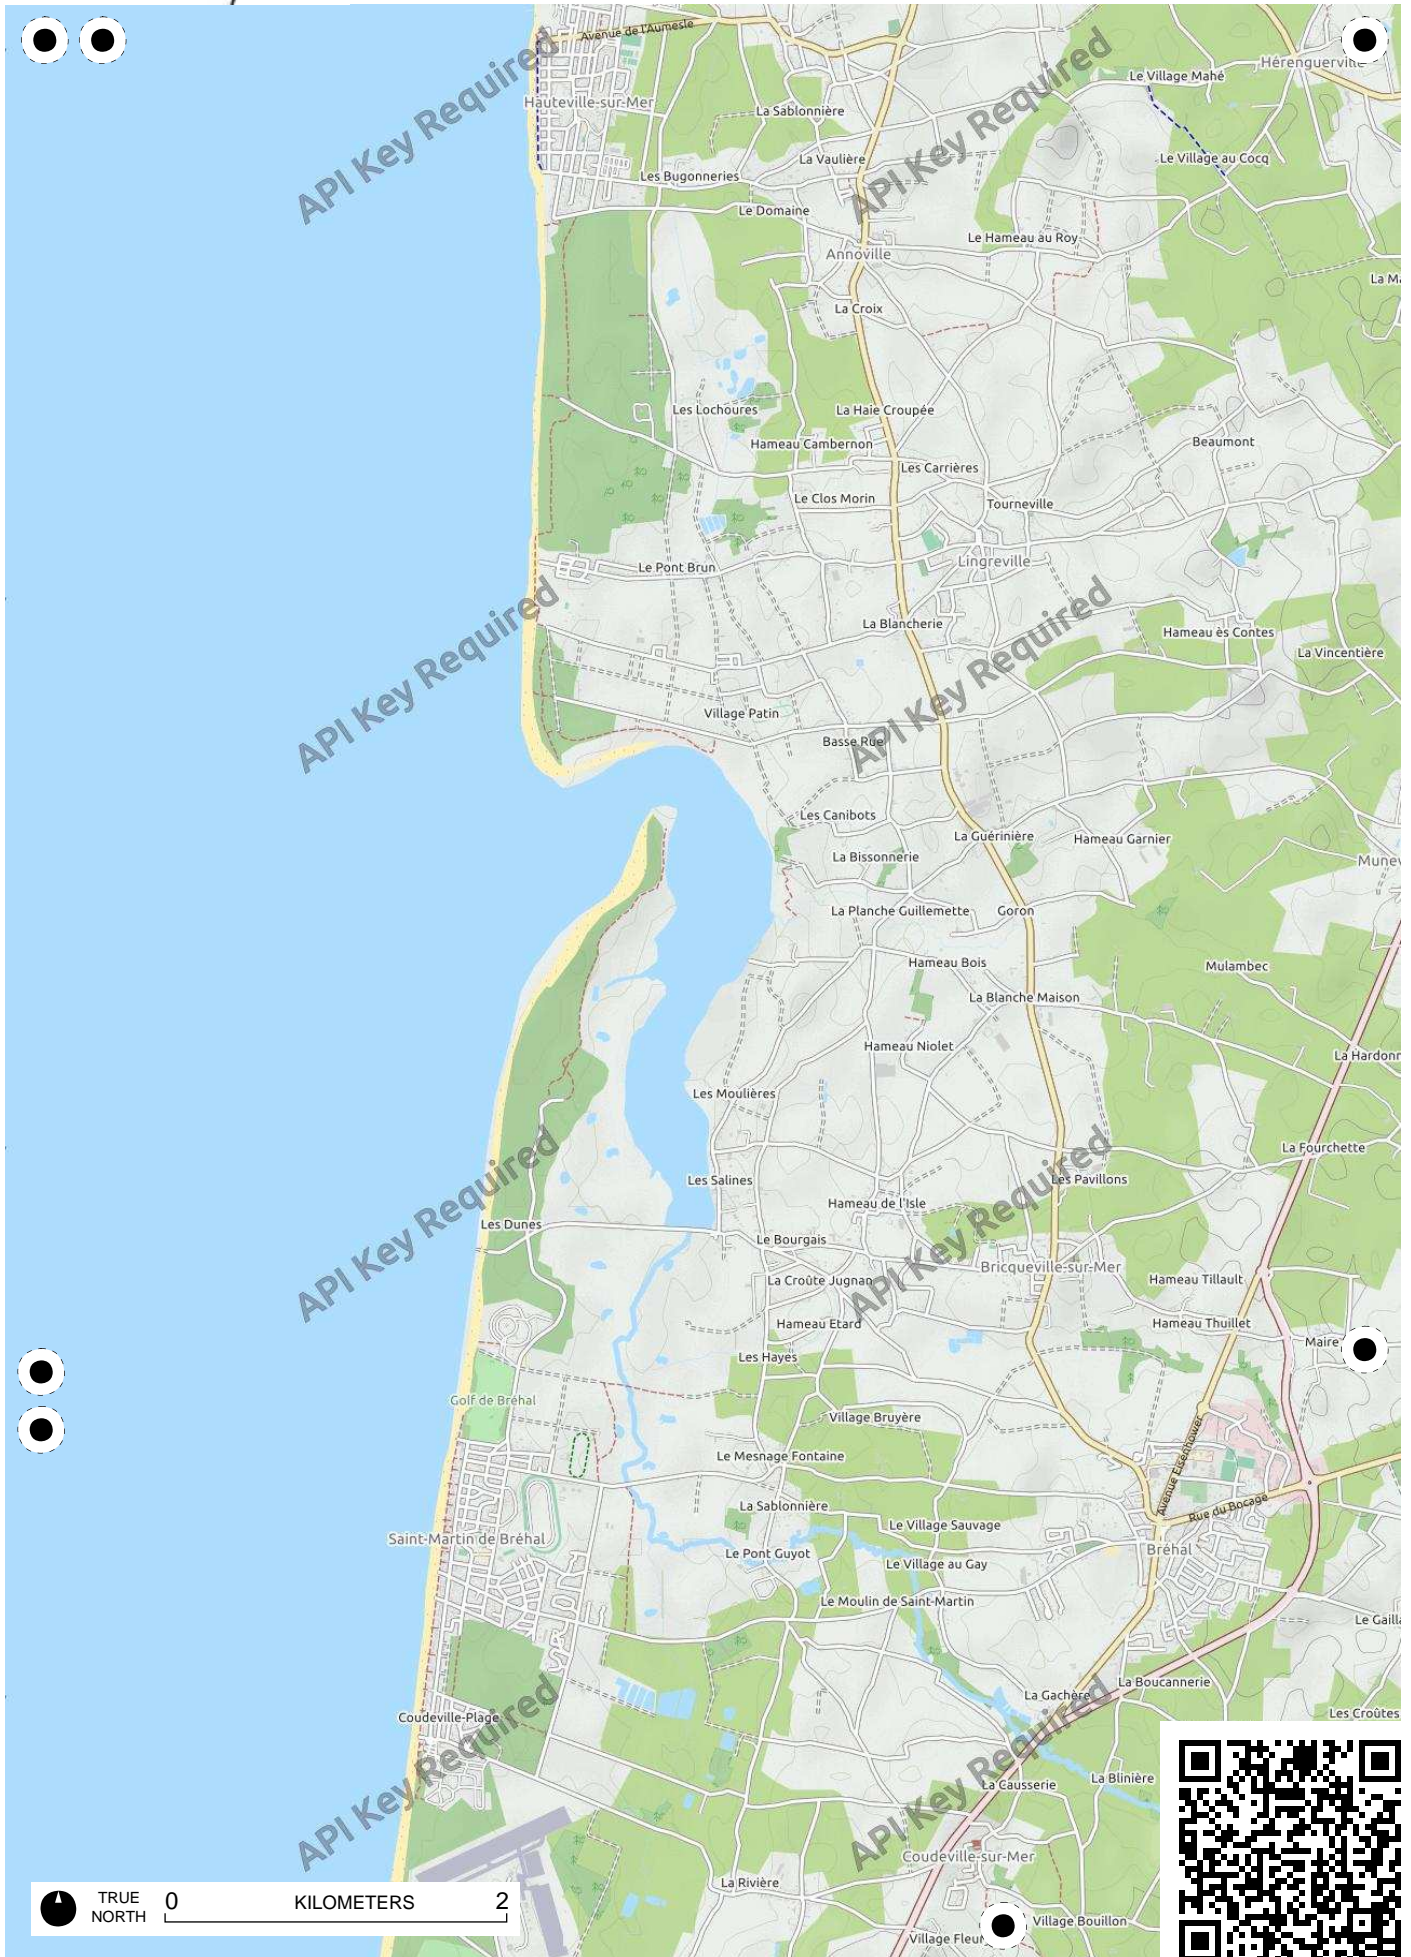 Avenue de l'Aumesle
Hérenguerville
API Key Required
API Key Required
Le Village Mahé
Hauteville-sur-Mer
La Sablonnière
La Vaulière
Le Village au Cocq
Les Bugonneries
Le Domaine
Le Hameau au Roy
Annoville
La Croix
Les Lochoures
La Haie Croupée
Hameau Cambernon
Beaumont
Les Carrières
Le Clos Morin
Tourneville
Lingreville
Le Pont Brun
API Key Required
API Key Required
La Blancherie
Hameau ès Contes
La Vincentière
Village Patin
Basse Rue
Les Canibots
La Guérinière
Hameau Garnier
La Bissonnerie
La Planche Guillemette
Goron
Hameau Bois
Mulambec
La Blanche Maison
Hameau Niolet
Les Moulières
API Key Required
API Key Required
La Fourchette
Les Salines
Les Pavillons
Hameau de l'Isle
Les Dunes
Le Bourgais
Bricqueville-sur-Mer
La Croûte Jugnan
Hameau Tillault
Hameau Etard
Hameau Thuillet
Maire
Les Hayes
Golf de Bréhal
Village Bruyère
Avenue Eisenhower
Le Mesnage Fontaine
La Sablonnière
Rue du Bocage
Le Village Sauvage
Saint-Martin de Bréhal
Le Pont Guyot
Bréhal
Le Village au Gay
Le Moulin de Saint-Martin
API Key Required
API Key Required
La Boucannerie
La Gachère
Les Croûtes
Coudeville-Plage
La Causserie
La Blinière
Coudeville-sur-Mer
La Rivière
TRUE NORTH
0 KILOMETERS 2
Village Bouillon